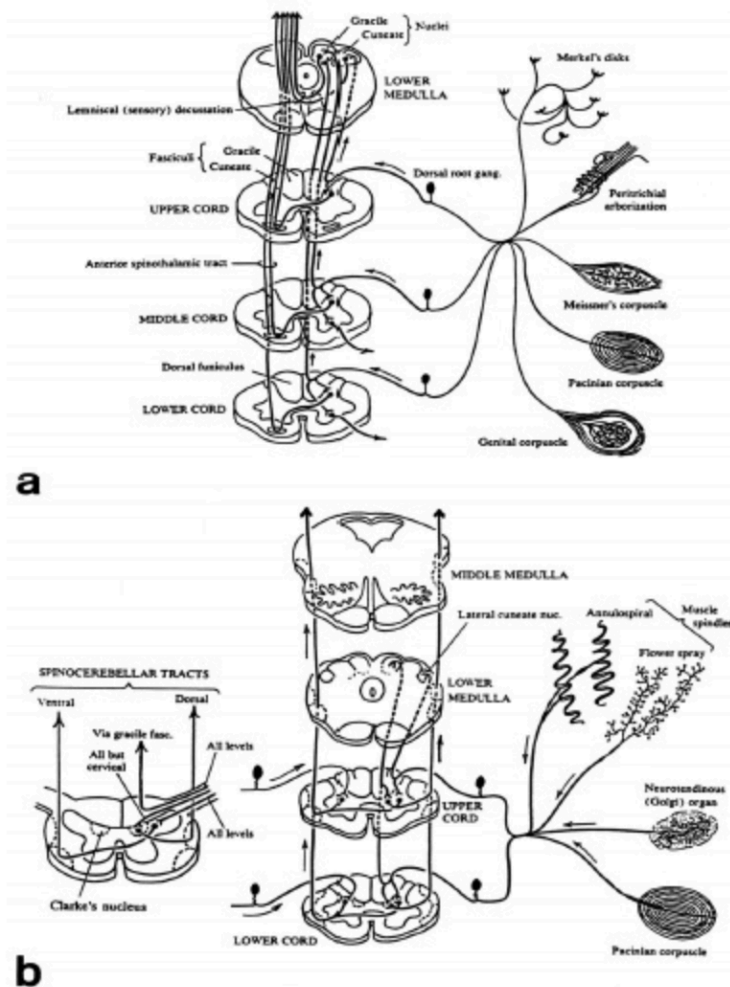 Gracile
Cuneate
Nuclei
Merkel's disks
LOWER
MEDULLA
Lemniscal (sensory) decussation
Fasciculi
Gracile
Cuneate
Dorsal root gang.
Peritrichial
arborization
UPPER CORD
Anterior spinothalamic tract
Meissner's corpuscle
MIDDLE CORD
Dorsal funiculus
Pacinian corpuscle
LOWER CORD
Genital corpuscle
a
MIDDLE MEDULLA
Lateral cuneate nuc.
Annulospiral
Muscle
spindles
Flower spray
SPINOCEREBELLAR TRACTS
Ventral
Dorsal
LOWER
MEDULLA
Via gracile fasc.
All but
cervical
All levels
All levels
UPPER
CORD
Neurotendinous
(Golgi) organ
Clarke's nucleus
LOWER CORD
Pacinian corpuscle
b